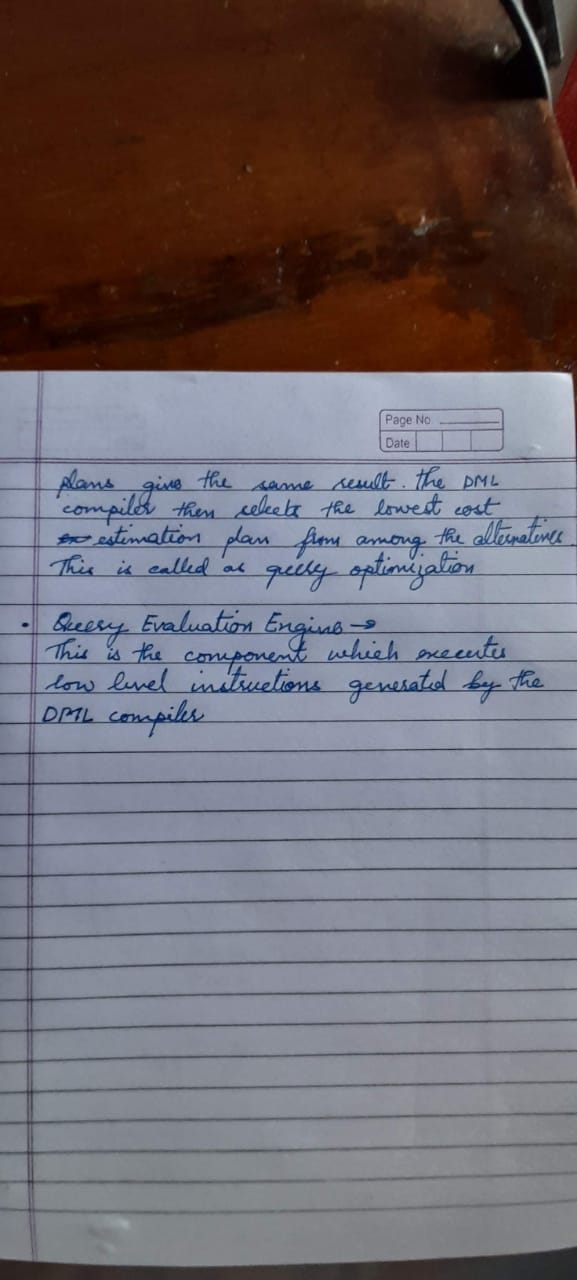 Page No
Date
plans give the same result. The DML
compiler then selects the lowest cost
estimation plan from among the alternatives.
This is called as query optimization
• Query Evaluation Engine →
This is the component which executes
low level instructions generated by the
DML compiler